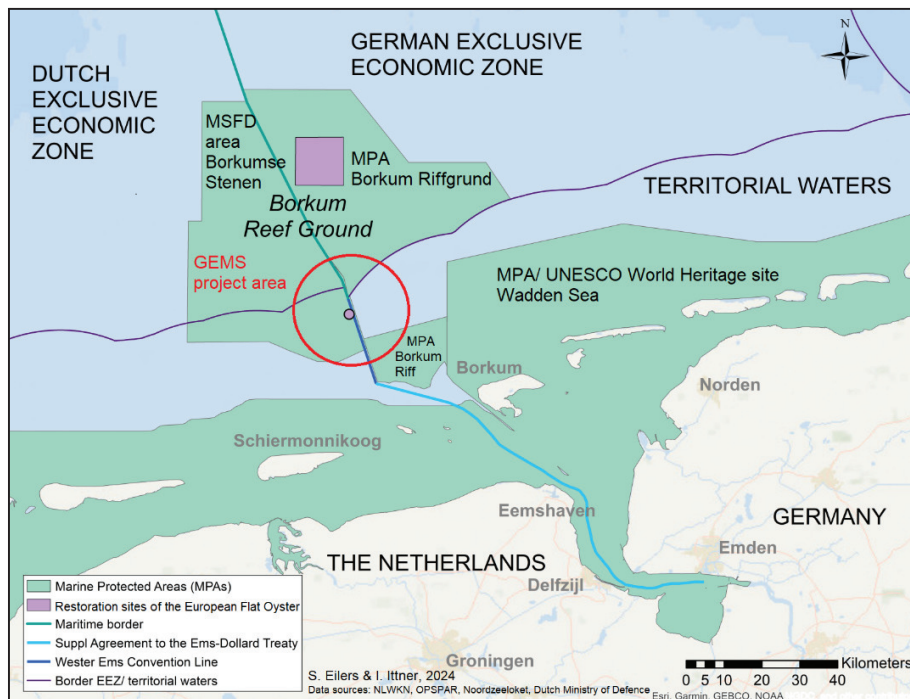 GERMAN EXCLUSIVE
ECONOMIC ZONE
N
DUTCH
EXCLUSIVE
ECONOMIC
ZONE
MSFD
area
Borkumse
Stenen
MPA
Borkum Riffgrund
TERRITORIAL WATERS
Borkum
Reef Ground
GEMS
project area
MPA/ UNESCO World Heritage site
Wadden Sea
MPA
Borkum
Riff
Borkum
Norden
Schiermonnikoog
Eemshaven
GERMANY
THE NETHERLANDS
Emden
Delfzijl
Groningen
Marine Protected Areas (MPAs)
Restoration sites of the European Flat Oyster
Maritime border
Suppl Agreement to the Ems-Dollard Treaty
Wester Ems Convention Line
Border EEZ/ territorial waters
S. Eilers & I. Ittner, 2024
Data sources: NLWKN, OPSPAR, Noordzeeloket, Dutch Ministry of Defence
Kilometers
0 5 10 20 30 40
Esri, Garmin, GEBCO, NOAA